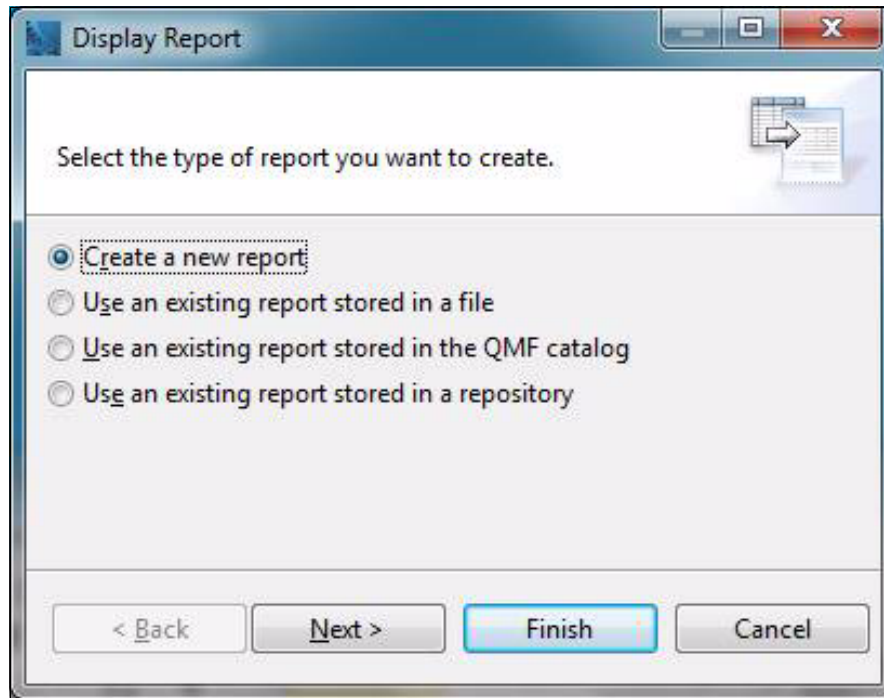 Display Report
Select the type of report you want to create.
Create a new report
Use an existing report stored in a file
Use an existing report stored in the QMF catalog
Use an existing report stored in a repository
< Back Next > Finish Cancel